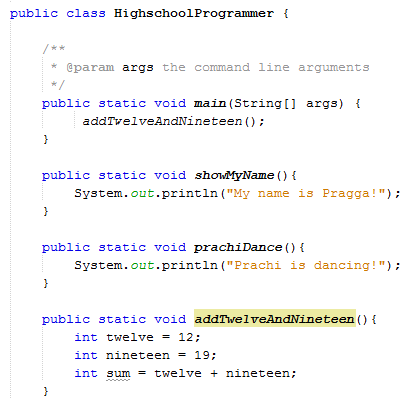 public class HighschoolProgrammer {
/**
* @param args the command line arguments
*/
public static void main(String[] args) {
addTwelveAndNineteen();
}
public static void showMyName(){
System.out.println("My name is Pragga!");
}
public static void prachiDance(){
System.out.println("Prachi is dancing!");
}
public static void addTwelveAndNineteen(){
int twelve = 12;
int nineteen = 19;
int sum = twelve + nineteen;
}